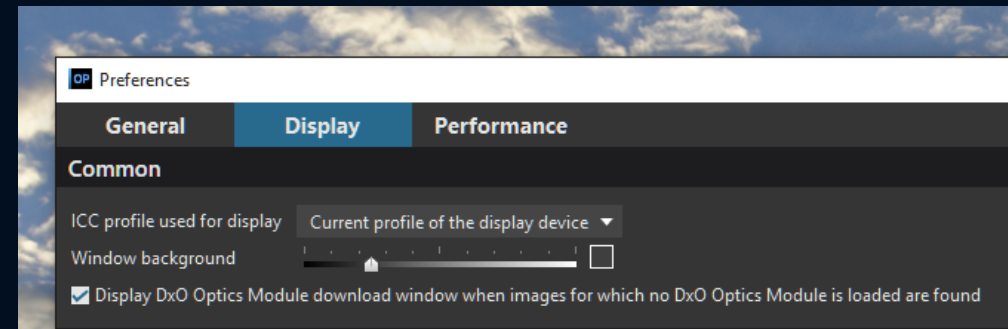 OP Preferences
General Display Performance
Common
ICC profile used for display Current profile of the display device
Window background
Display DxO Optics Module download window when images for which no DxO Optics Module is loaded are found